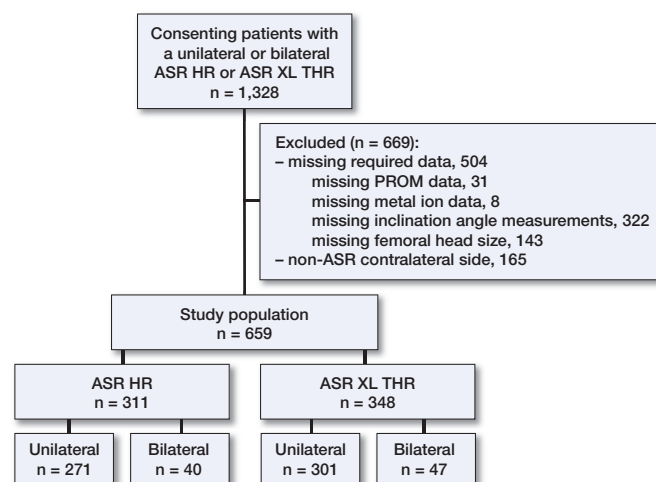 Consenting patients with
a unilateral or bilateral
ASR HR or ASR XL THR
n = 1,328
Excluded (n = 669):
– missing required data, 504
missing PROM data, 31
missing metal ion data, 8
missing inclination angle measurements, 322
missing femoral head size, 143
– non-ASR contralateral side, 165
Study population
n = 659
ASR HR
n = 311
ASR XL THR
n = 348
Unilateral
n = 271
Bilateral
n = 40
Unilateral
n = 301
Bilateral
n = 47